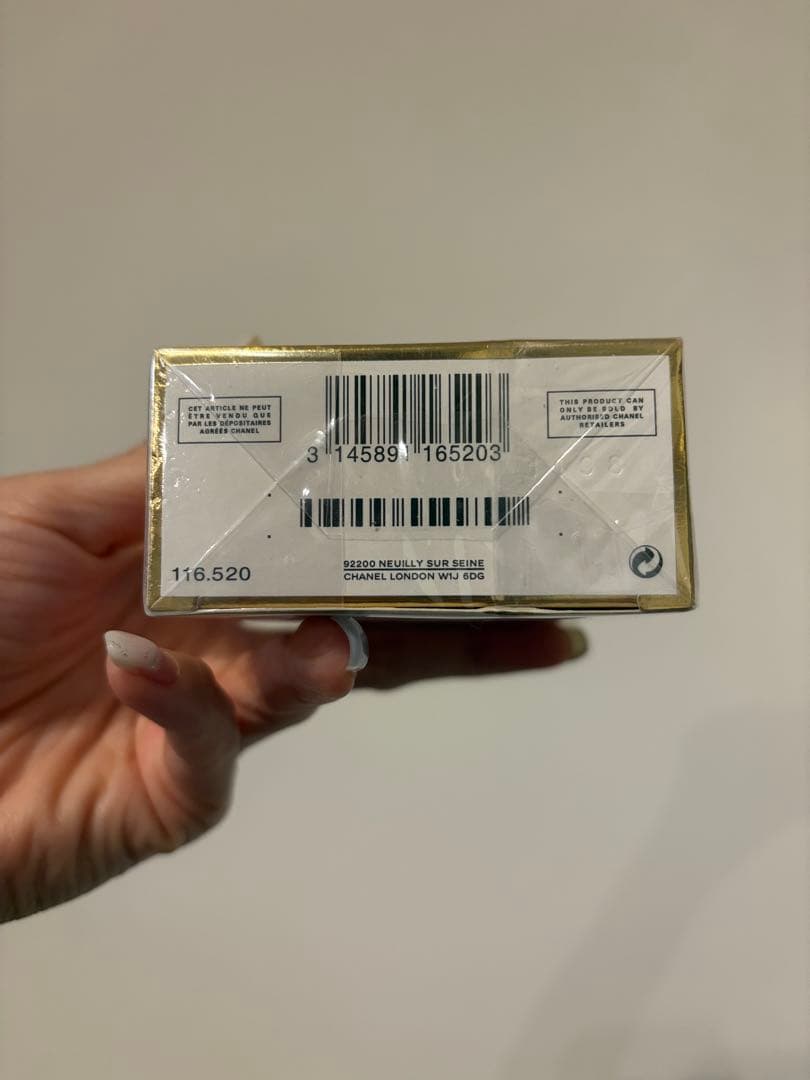 CET ARTICLE NE PEUT
ÊTRE VENDU QUE
PAR LES DÉPOSITAIRES
AGRÉÉS CHANEL
THIS PRODUCT CAN
ONLY BE SOLD BY
AUTHORISED CHANEL
RETAILERS
3 145891 165203
116.520
92200 NEUILLY SUR SEINE
CHANEL LONDON W1J 6DG